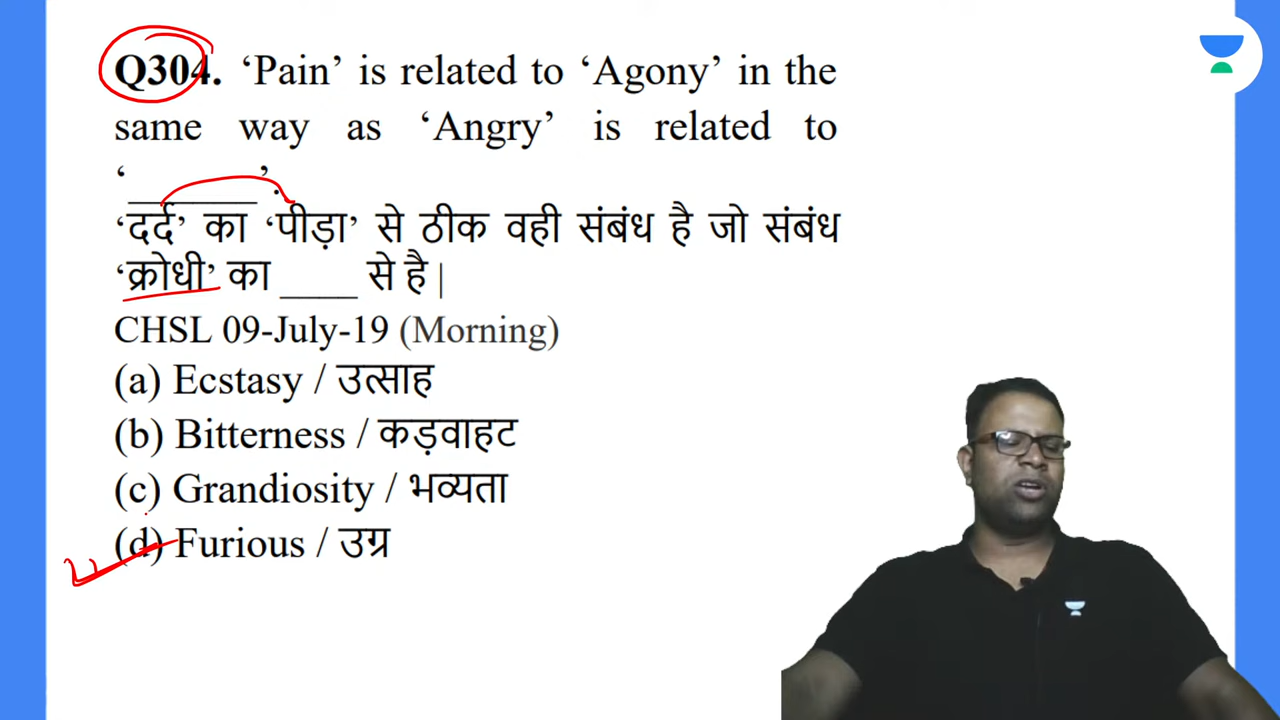 Q304. ‘Pain’ is related to ‘Agony’ in the
same way as ‘Angry’ is related to
‘______’.
‘दर्द’ का ‘पीड़ा’ से ठीक वही संबंध है जो संबंध
‘क्रोधी’ का ____ से है |
CHSL 09-July-19 (Morning)
(a) Ecstasy / उत्साह
(b) Bitterness / कड़वाहट
(c) Grandiosity / भव्यता
(d) Furious / उग्र